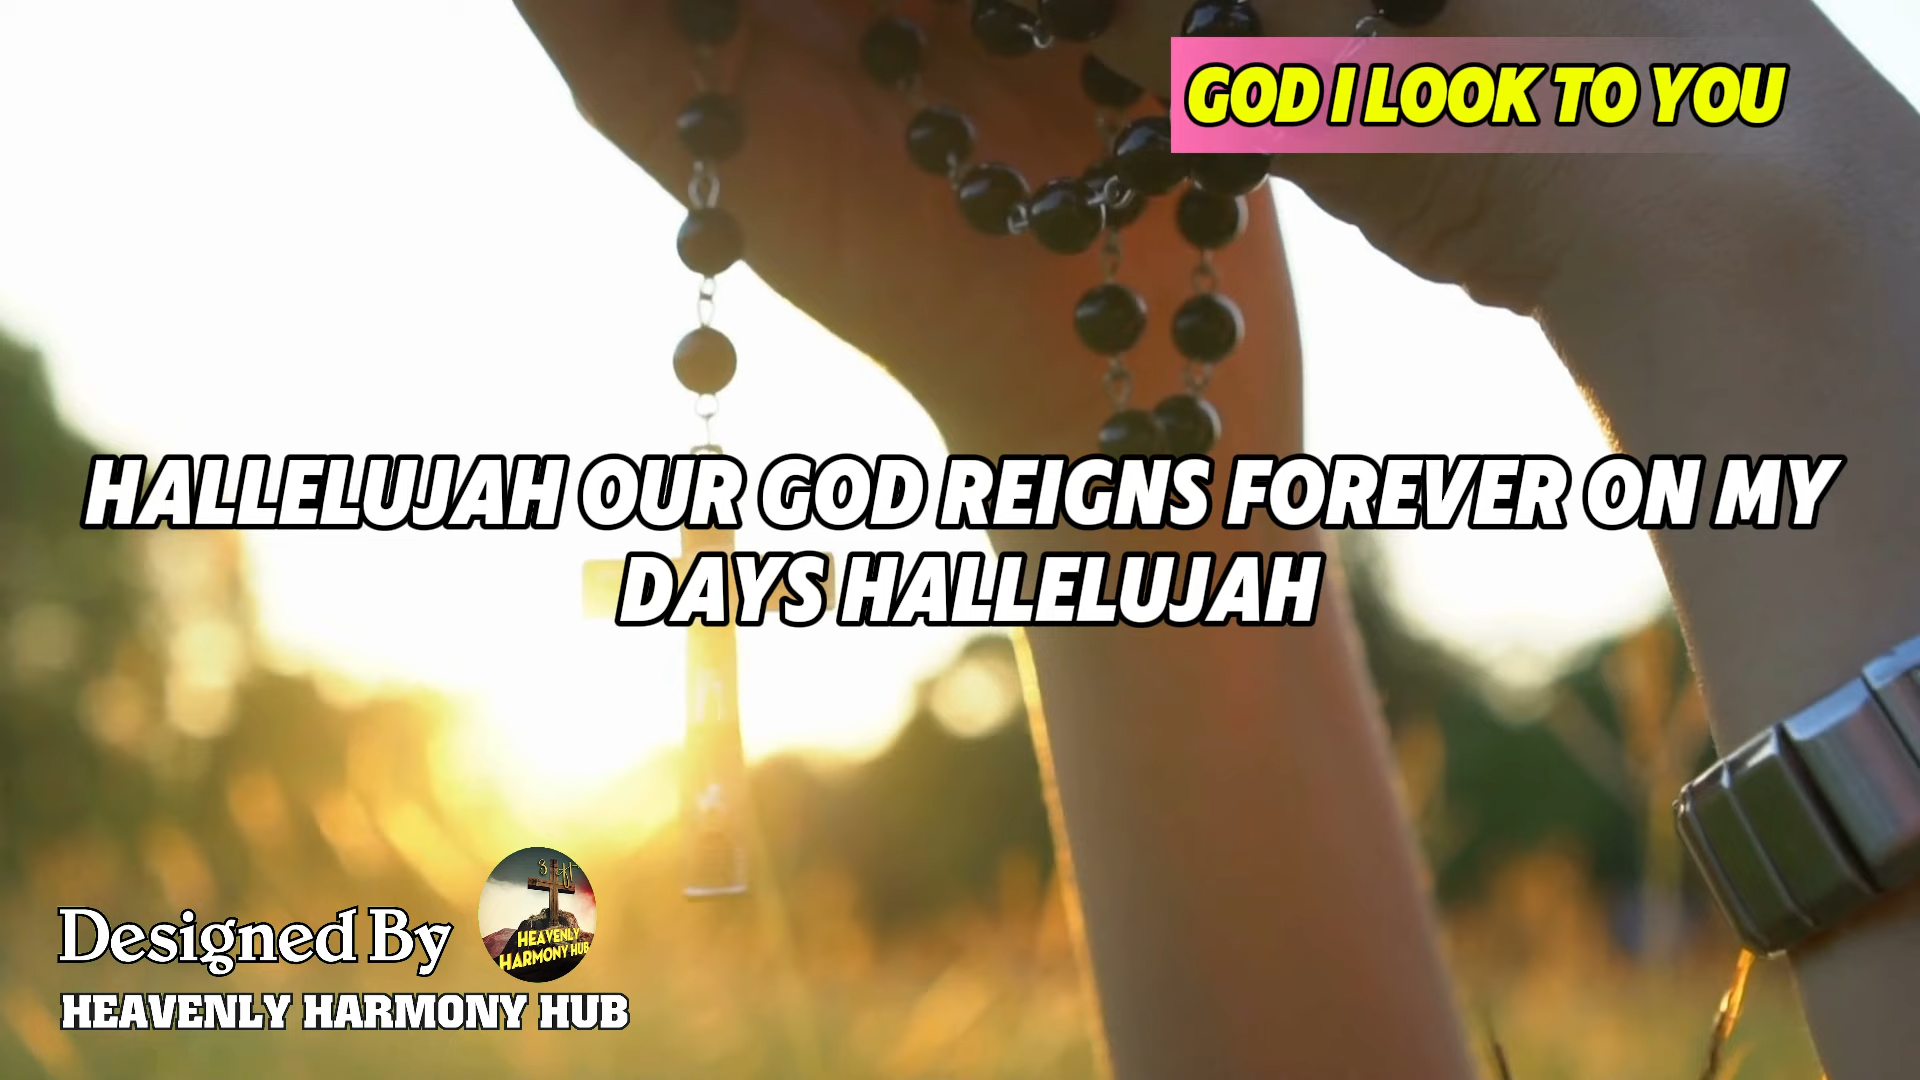 GOD I LOOK TO YOU
HALLELUJAH OUR GOD REIGNS FOREVER ON MY
DAYS HALLELUJAH
Designed By
HEAVENLY
HARMONY HUB
HEAVENLY HARMONY HUB